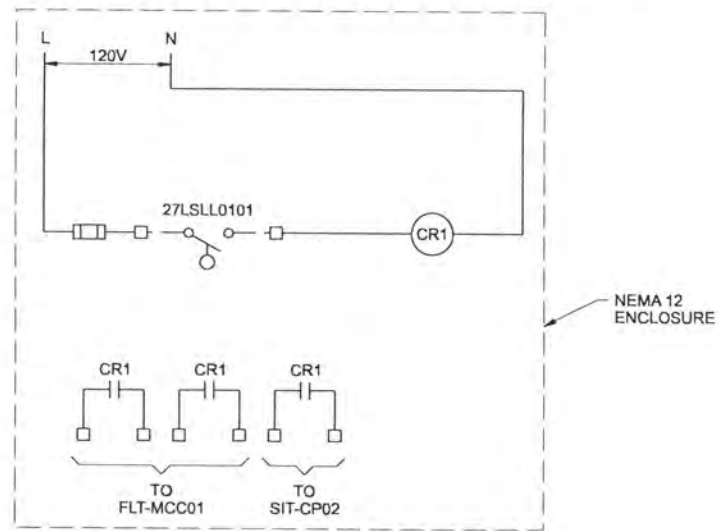 L N
120V
27LSLL0101
CR1
NEMA 12
ENCLOSURE
CR1 CR1 CR1
TO
FLT-MCC01
TO
SIT-CP02